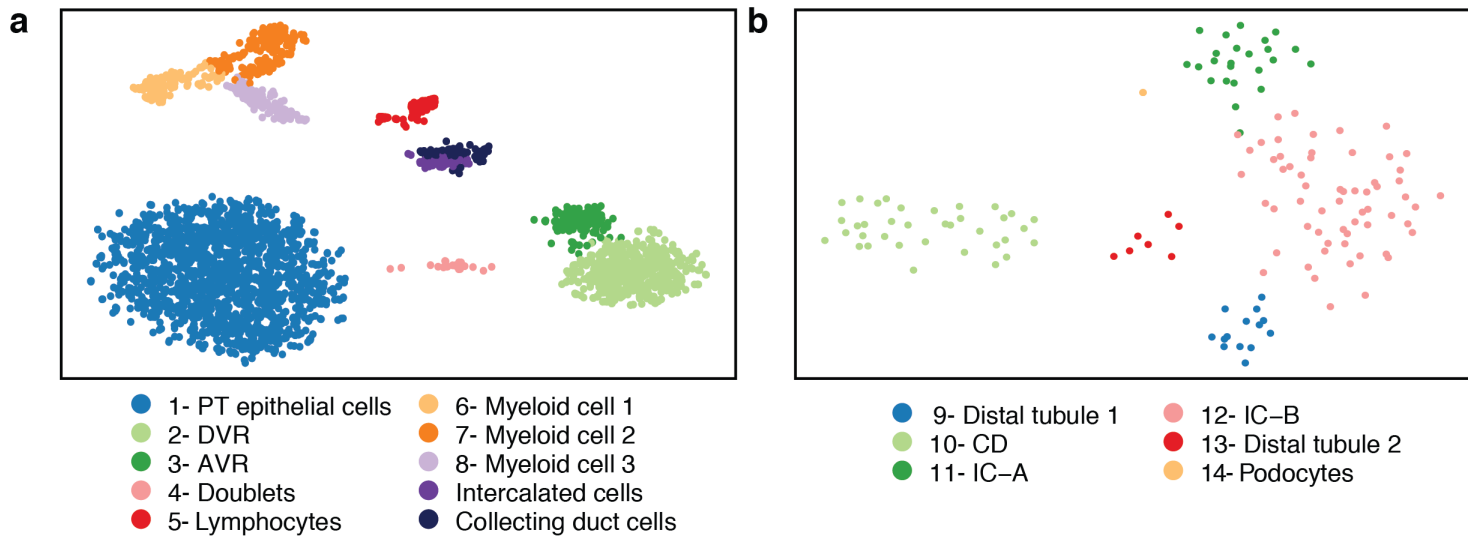 a
b
1- PT epithelial cells
2- DVR
3- AVR
4- Doublets
5- Lymphocytes
6- Myeloid cell 1
7- Myeloid cell 2
8- Myeloid cell 3
Intercalated cells
Collecting duct cells
9- Distal tubule 1
10- CD
11- IC−A
12- IC−B
13- Distal tubule 2
14- Podocytes